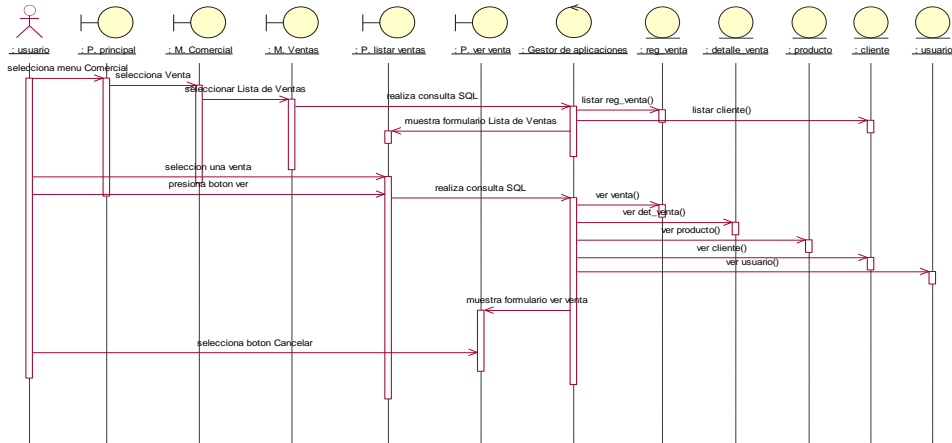 : usuario
: P. principal
: M. Comercial
: M. Ventas
: P. listar ventas
: P. ver venta
: Gestor de aplicaciones
: reg_venta
: detalle_venta
: producto
: cliente
: usuario
selecciona menu Comercial
selecciona Venta
seleccionar Lista de Ventas
realiza consulta SQL
listar reg_venta()
listar cliente()
muestra formulario Lista de Ventas
seleccion una venta
presiona boton ver
realiza consulta SQL
ver venta()
ver det_venta()
ver producto()
ver cliente()
ver usuario()
muestra formulario ver venta
selecciona boton Cancelar